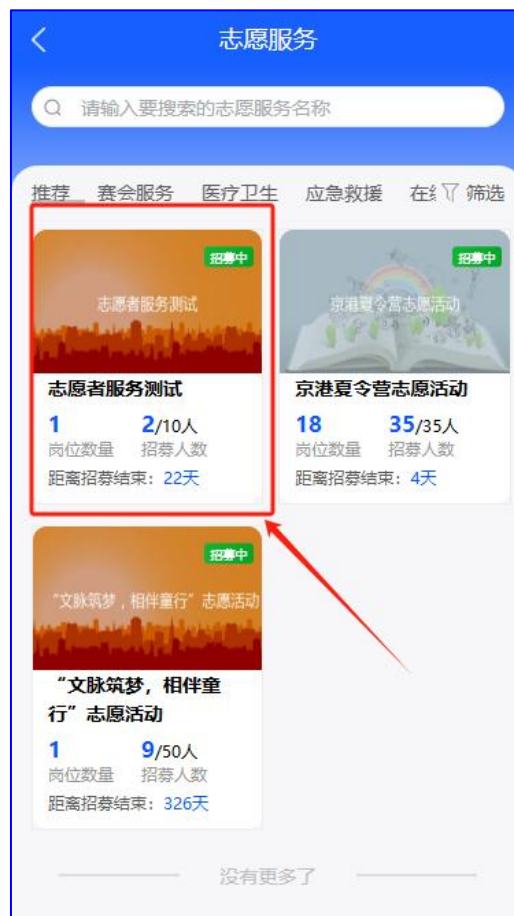 志愿服务
请输入要搜索的志愿服务名称
推荐 赛会服务 医疗卫生 应急救援 在 筛选
招募中
志愿者服务测试
志愿者服务测试
1 2/10人
岗位数量 招募人数
距离招募结束：22天
招募中
京港夏令营志愿活动
京港夏令营志愿活动
18 35/35人
岗位数量 招募人数
距离招募结束：4天
招募中
“文脉筑梦，相伴童行”志愿活动
“文脉筑梦，相伴童
行”志愿活动
1 9/50人
岗位数量 招募人数
距离招募结束：326天
没有更多了